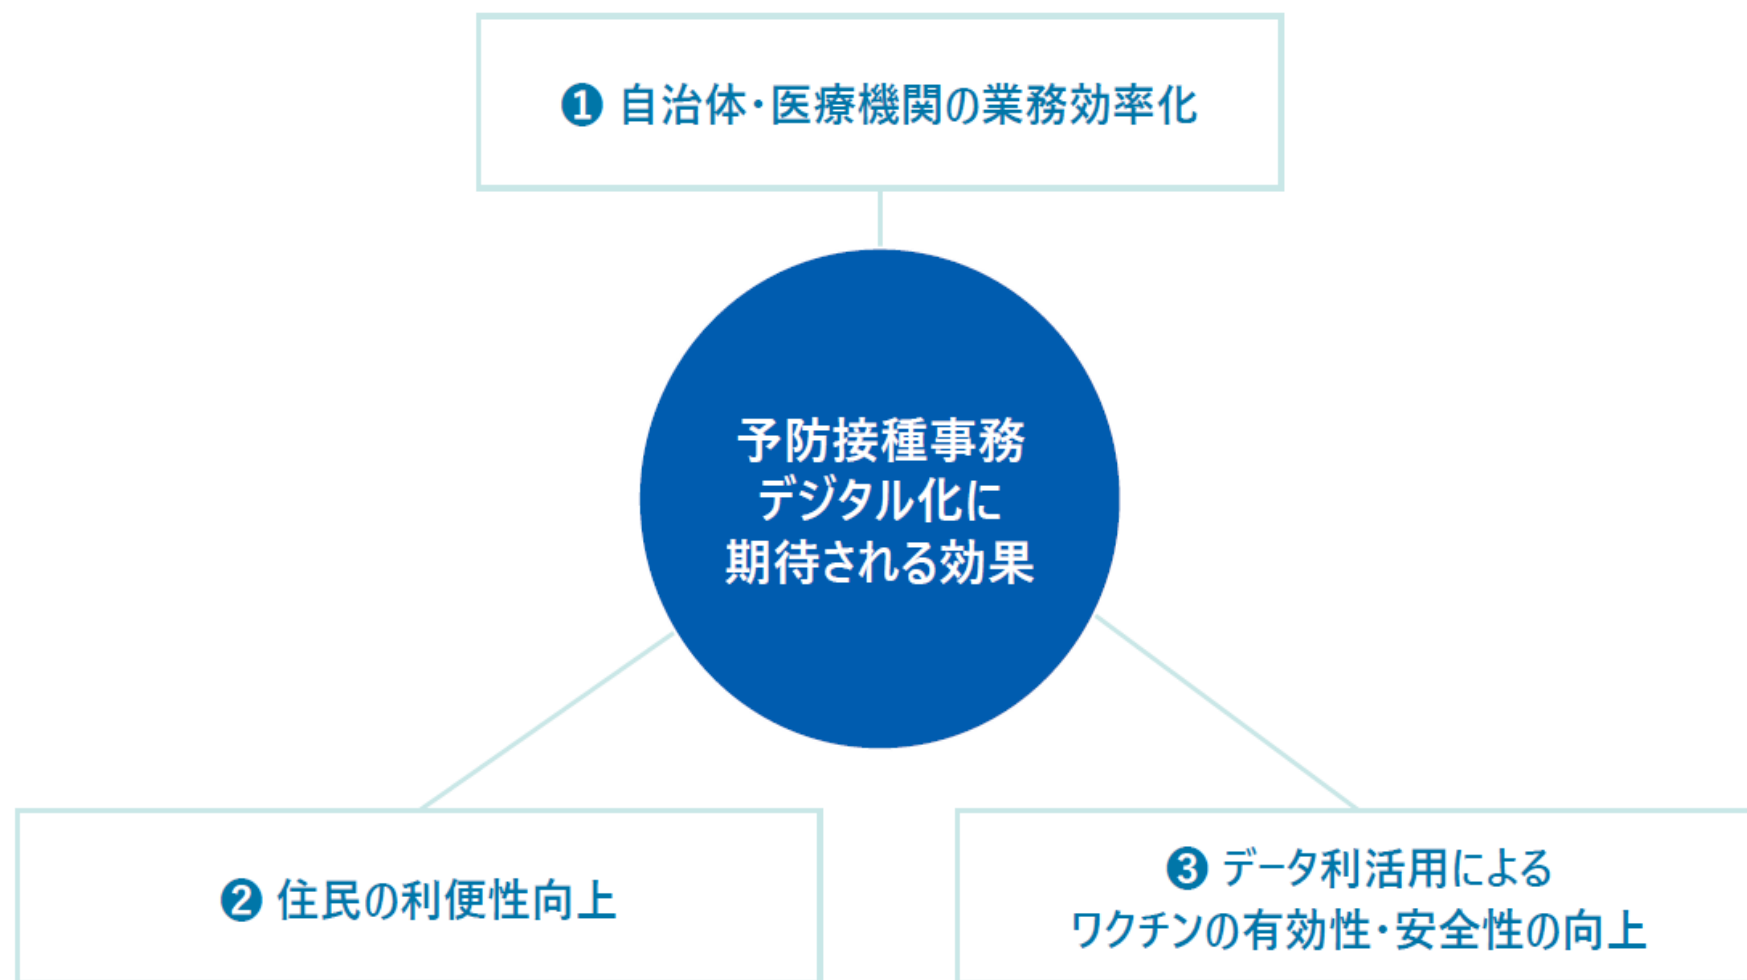 ❶ 自治体・医療機関の業務効率化
予防接種事務
デジタル化に
期待される効果
❷ 住民の利便性向上
❸ データ利活用による
ワクチンの有効性・安全性の向上